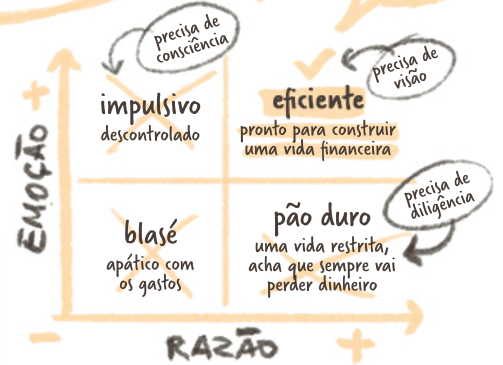 precisa de
consciência
precisa de
visão
+
impulsivo
descontrolado
eficiente
pronto para construir
uma vida financeira
EMOÇÃO
precisa de
diligência
blasé
apático com
os gastos
pão duro
uma vida restrita,
acha que sempre vai
perder dinheiro
−
RAZÃO
+